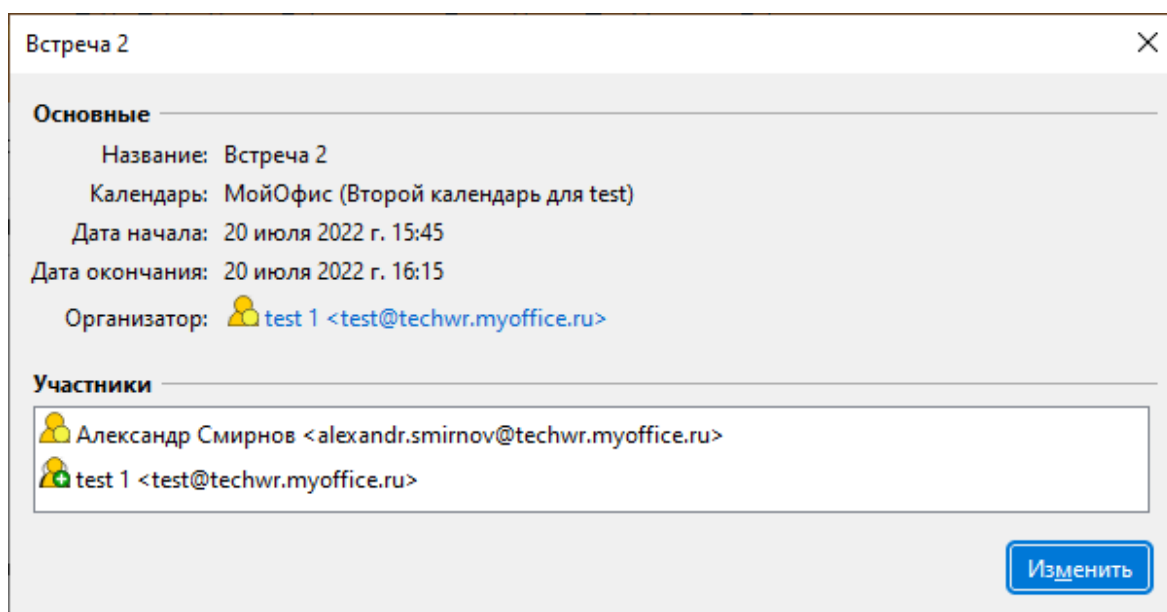 Встреча 2
Основные
Название: Встреча 2
Календарь: МойОфис (Второй календарь для test)
Дата начала: 20 июля 2022 г. 15:45
Дата окончания: 20 июля 2022 г. 16:15
Организатор: test 1 <test@techwr.myoffice.ru>
Участники
Александр Смирнов <alexandr.smirnov@techwr.myoffice.ru>
test 1 <test@techwr.myoffice.ru>
Изменить